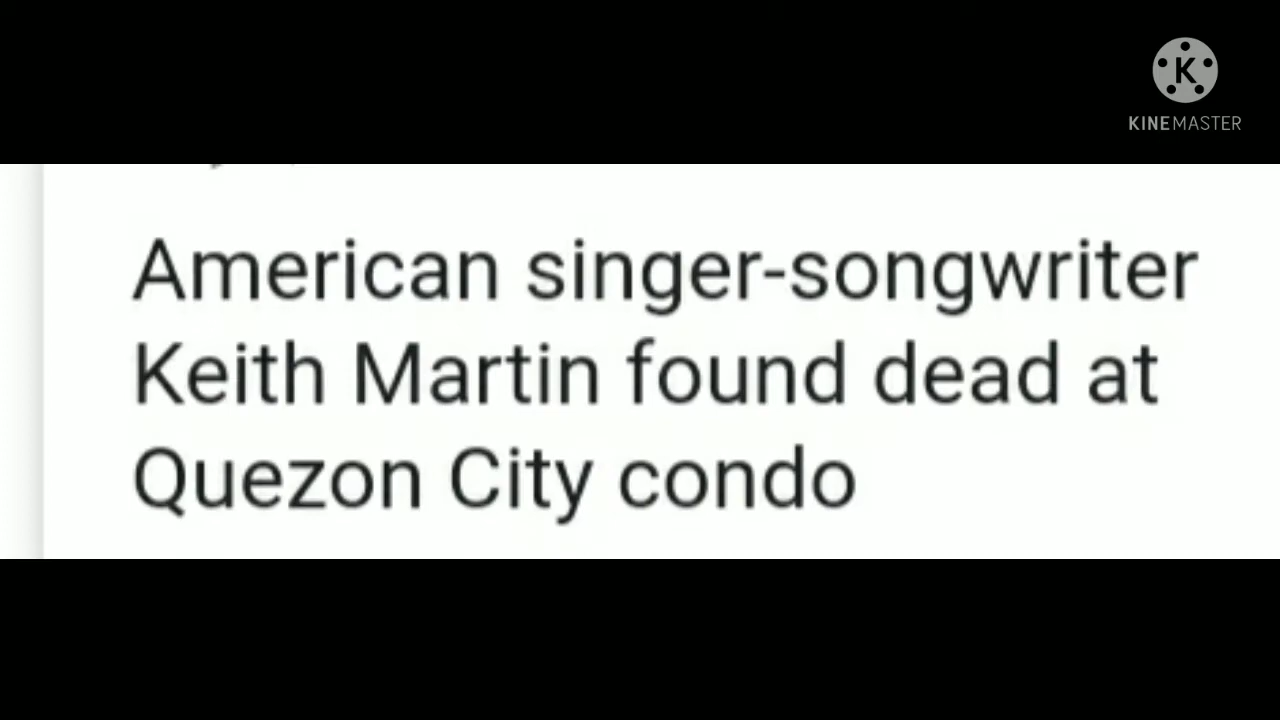 KINEMASTER
American singer-songwriter
Keith Martin found dead at
Quezon City condo